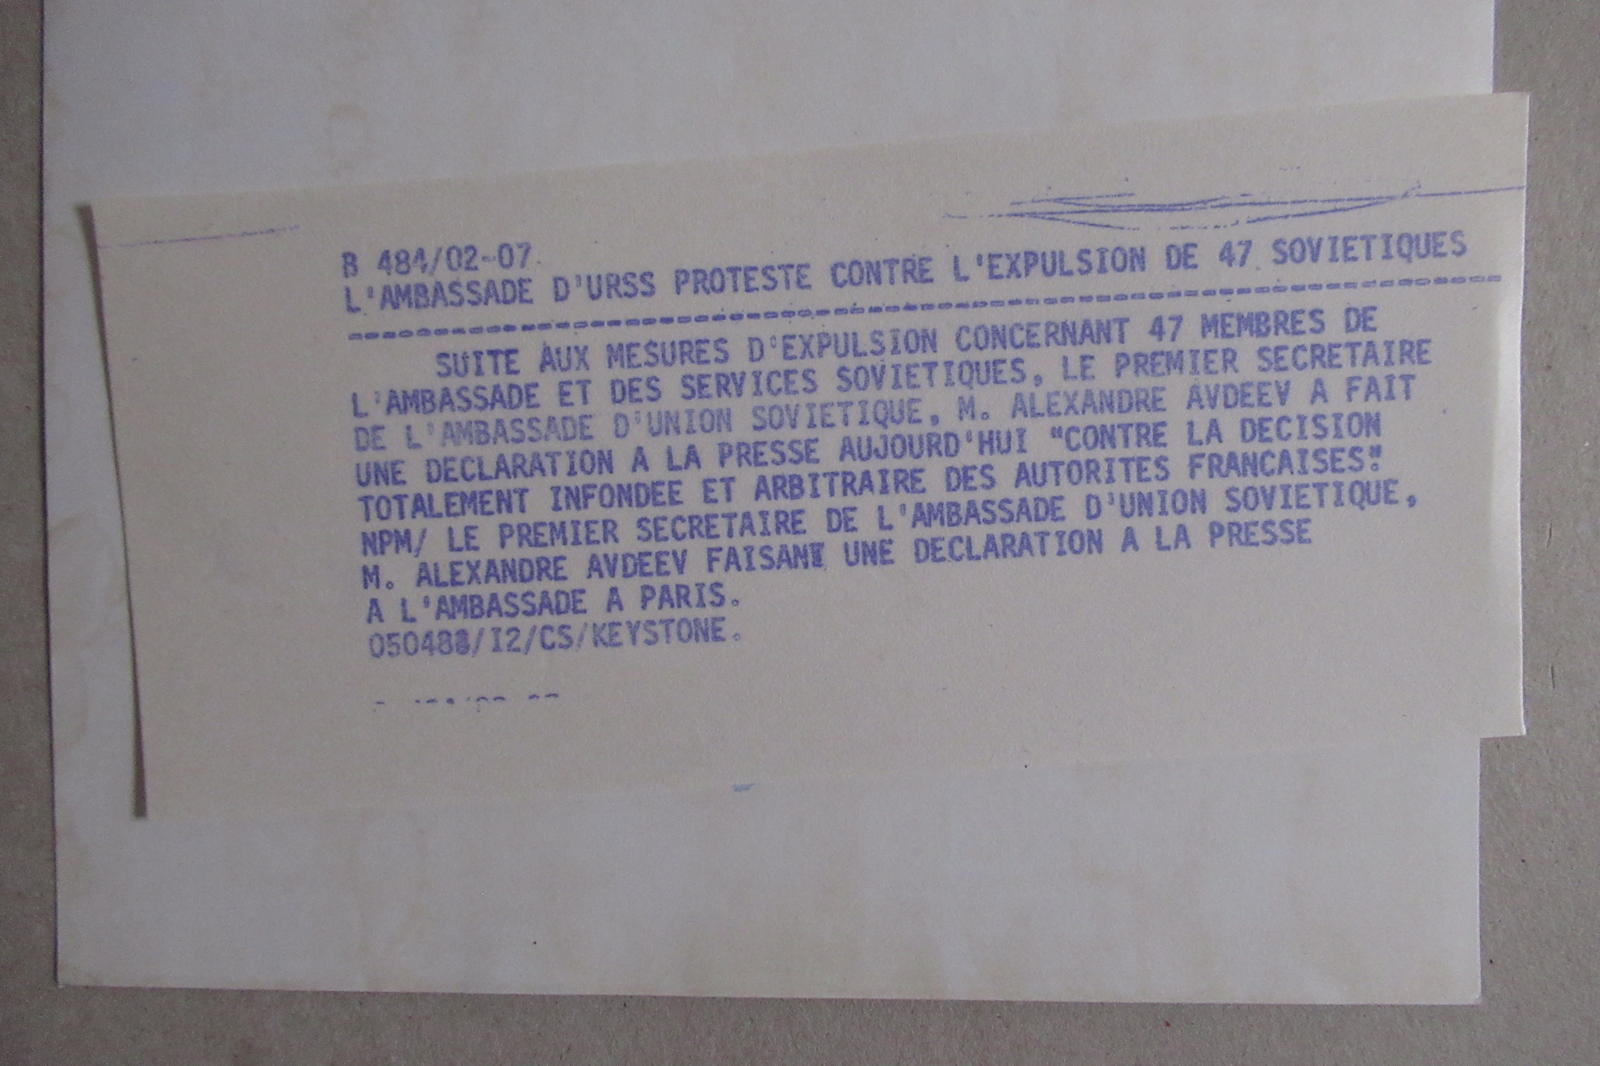 B 484/02-07
L'AMBASSADE D'URSS PROTESTE CONTRE L'EXPULSION DE 47 SOVIETIQUES
SUITE AUX MESURES D'EXPULSION CONCERNANT 47 MEMBRES DE
L'AMBASSADE ET DES SERVICES SOVIETIQUES, LE PREMIER SECRETAIRE
DE L'AMBASSADE D'UNION SOVIETIQUE, M. ALEXANDRE AVDEEV A FAIT
UNE DECLARATION A LA PRESSE AUJOURD'HUI "CONTRE LA DECISION
TOTALEMENT INFONDEE ET ARBITRAIRE DES AUTORITES FRANCAISES".
NPM/ LE PREMIER SECRETAIRE DE L'AMBASSADE D'UNION SOVIETIQUE,
M. ALEXANDRE AVDEEV FAISANT UNE DECLARATION A LA PRESSE
A L'AMBASSADE A PARIS.
050483/I2/CS/KEYSTONE.